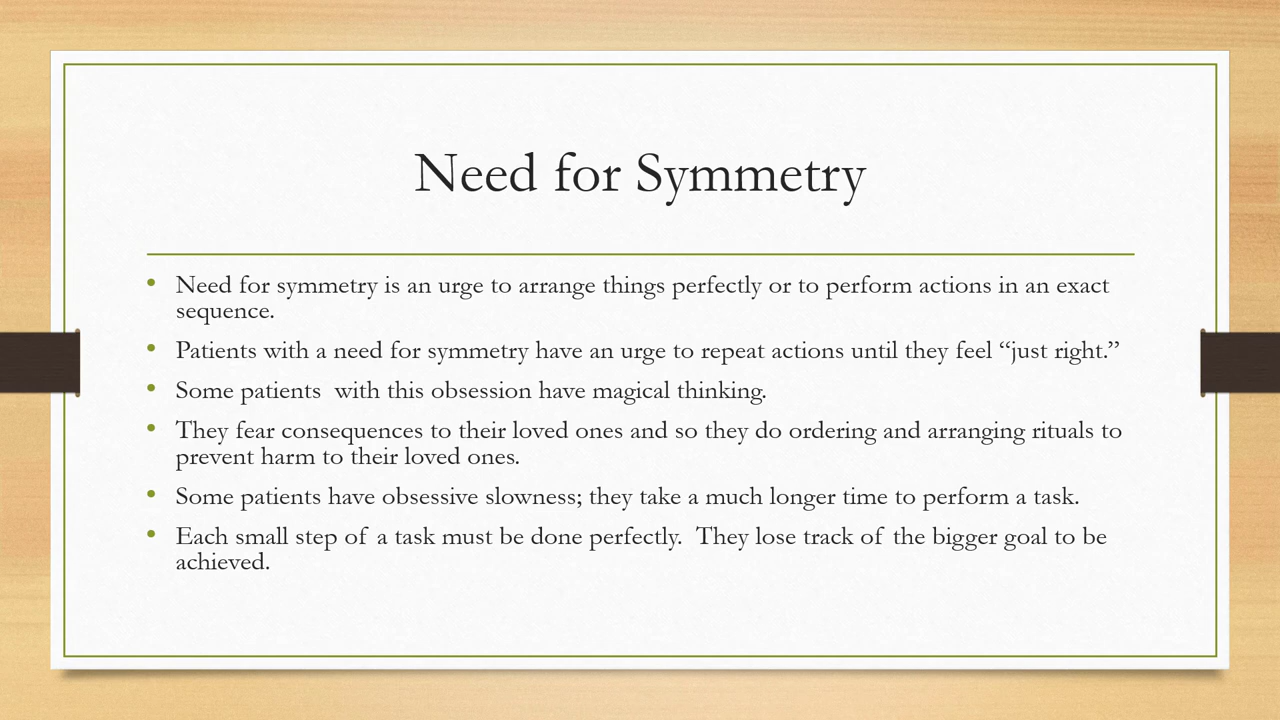 Need for Symmetry
• Need for symmetry is an urge to arrange things perfectly or to perform actions in an exact
sequence.
• Patients with a need for symmetry have an urge to repeat actions until they feel “just right.”
• Some patients  with this obsession have magical thinking.
• They fear consequences to their loved ones and so they do ordering and arranging rituals to
prevent harm to their loved ones.
• Some patients have obsessive slowness; they take a much longer time to perform a task.
• Each small step of a task must be done perfectly.  They lose track of the bigger goal to be
achieved.